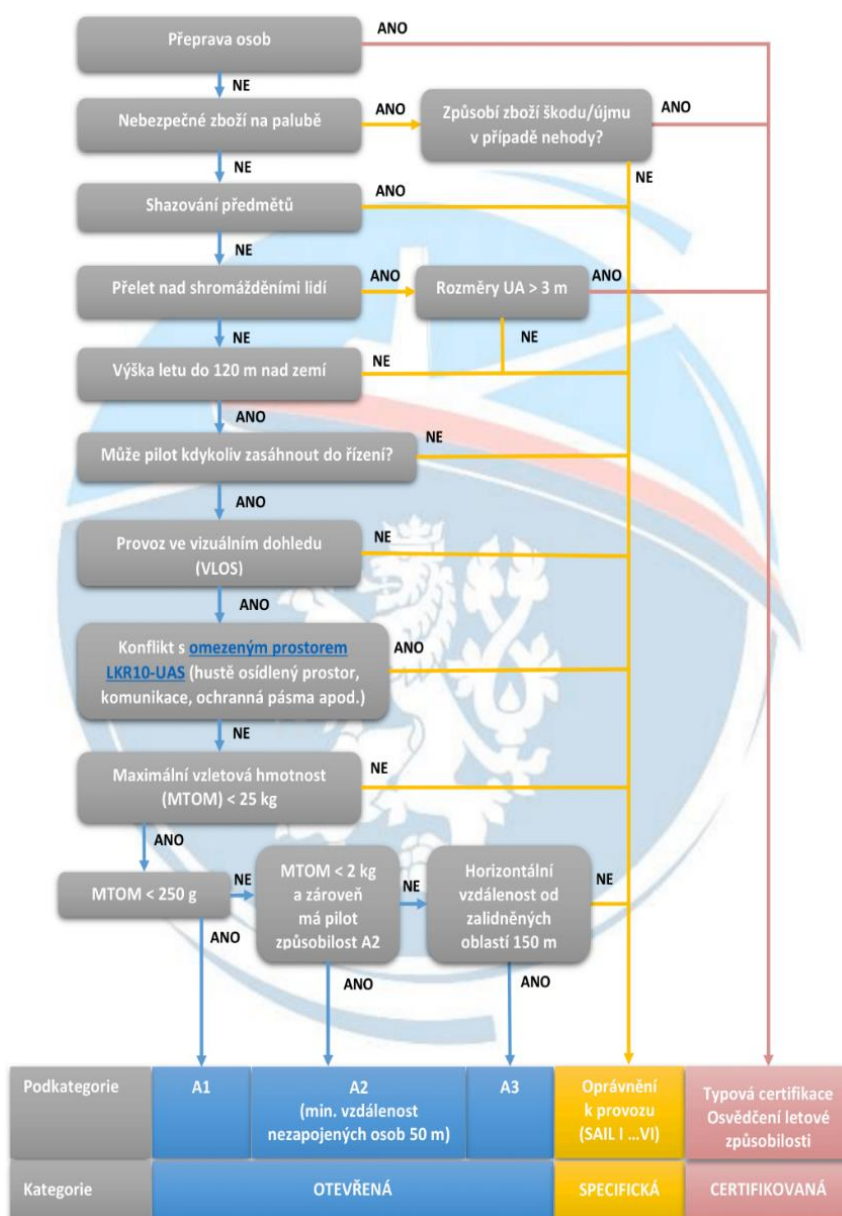 Přeprava osob
ANO
NE
Nebezpečné zboží na palubě
ANO
Způsobí zboží škodu/újmu
v případě nehody?
ANO
NE
NE
Shazování předmětů
ANO
NE
Přelet nad shromážděními lidí
ANO
Rozměry UA > 3 m
ANO
NE
NE
Výška letu do 120 m nad zemí
NE
ANO
Může pilot kdykoliv zasáhnout do řízení?
NE
ANO
Provoz ve vizuálním dohledu
(VLOS)
NE
ANO
Konflikt s omezeným prostorem
LKR10-UAS (hustě osídlený prostor,
komunikace, ochranná pásma apod.)
ANO
NE
Maximální vzletová hmotnost
(MTOM) < 25 kg
NE
ANO
MTOM < 250 g
NE
MTOM < 2 kg
a zároveň
má pilot
způsobilost A2
NE
Horizontální
vzdálenost od
zalidněných
oblastí 150 m
NE
ANO
ANO
ANO
Podkategorie
A1
A2
(min. vzdálenost
nezapojených osob 50 m)
A3
Oprávnění
k provozu
(SAIL I ...VI)
Typová certifikace
Osvědčení letové
způsobilosti
Kategorie
OTEVŘENÁ
SPECIFICKÁ
CERTIFIKOVANÁ